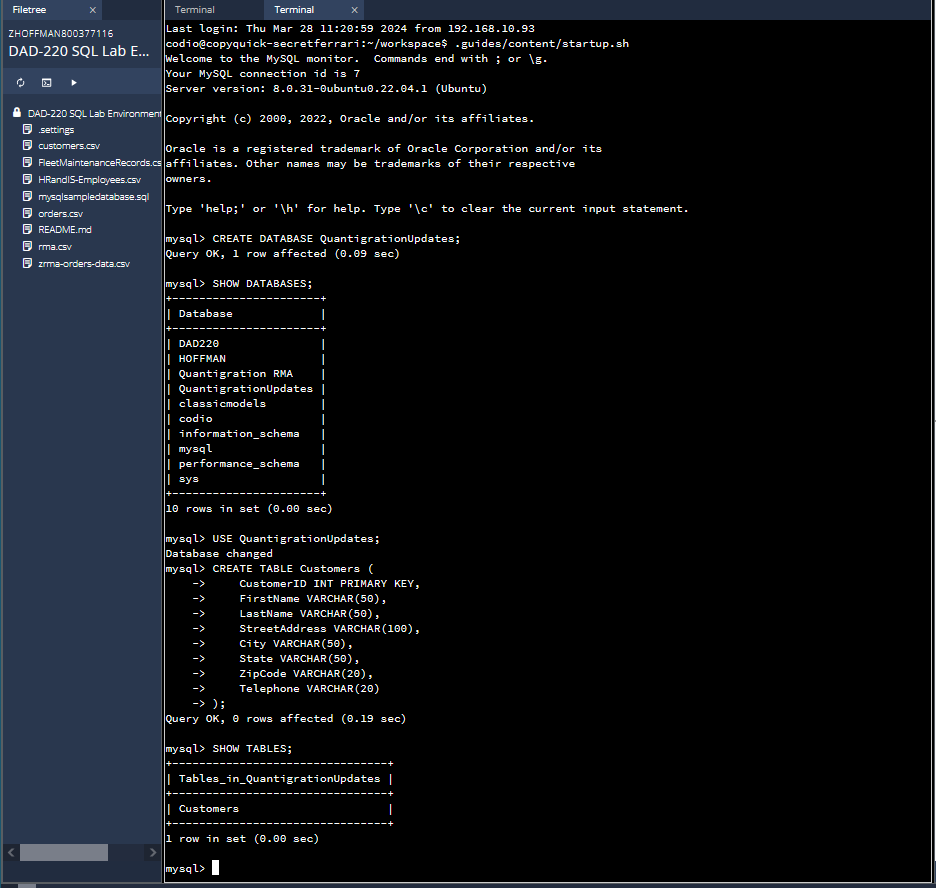 Filetree ×
ZHOFFMAN800377116
DAD-220 SQL Lab E...
DAD-220 SQL Lab Environment
.settings
customers.csv
FleetMaintenanceRecords.cs
HRandIS-Employees.csv
mysqlsampledatabase.sql
orders.csv
README.md
rma.csv
zrma-orders-data.csv
Terminal Terminal ×
Last login: Thu Mar 28 11:20:59 2024 from 192.168.10.93
codio@copyquick-secretferrari:~/workspace$ .guides/content/startup.sh
Welcome to the MySQL monitor.  Commands end with ; or \g.
Your MySQL connection id is 7
Server version: 8.0.31-0ubuntu0.22.04.1 (Ubuntu)
Copyright (c) 2000, 2022, Oracle and/or its affiliates.
Oracle is a registered trademark of Oracle Corporation and/or its
affiliates. Other names may be trademarks of their respective
owners.
Type 'help;' or '\h' for help. Type '\c' to clear the current input statement.
mysql> CREATE DATABASE QuantigrationUpdates;
Query OK, 1 row affected (0.09 sec)
mysql> SHOW DATABASES;
+----------------------+
| Database             |
+----------------------+
| DAD220               |
| HOFFMAN              |
| Quantigration RMA    |
| QuantigrationUpdates |
| classicmodels        |
| codio                |
| information_schema   |
| mysql                |
| performance_schema   |
| sys                  |
+----------------------+
10 rows in set (0.00 sec)
mysql> USE QuantigrationUpdates;
Database changed
mysql> CREATE TABLE Customers (
    ->     CustomerID INT PRIMARY KEY,
    ->     FirstName VARCHAR(50),
    ->     LastName VARCHAR(50),
    ->     StreetAddress VARCHAR(100),
    ->     City VARCHAR(50),
    ->     State VARCHAR(50),
    ->     ZipCode VARCHAR(20),
    ->     Telephone VARCHAR(20)
    -> );
Query OK, 0 rows affected (0.19 sec)
mysql> SHOW TABLES;
+--------------------------------+
| Tables_in_QuantigrationUpdates |
+--------------------------------+
| Customers                      |
+--------------------------------+
1 row in set (0.00 sec)
mysql>